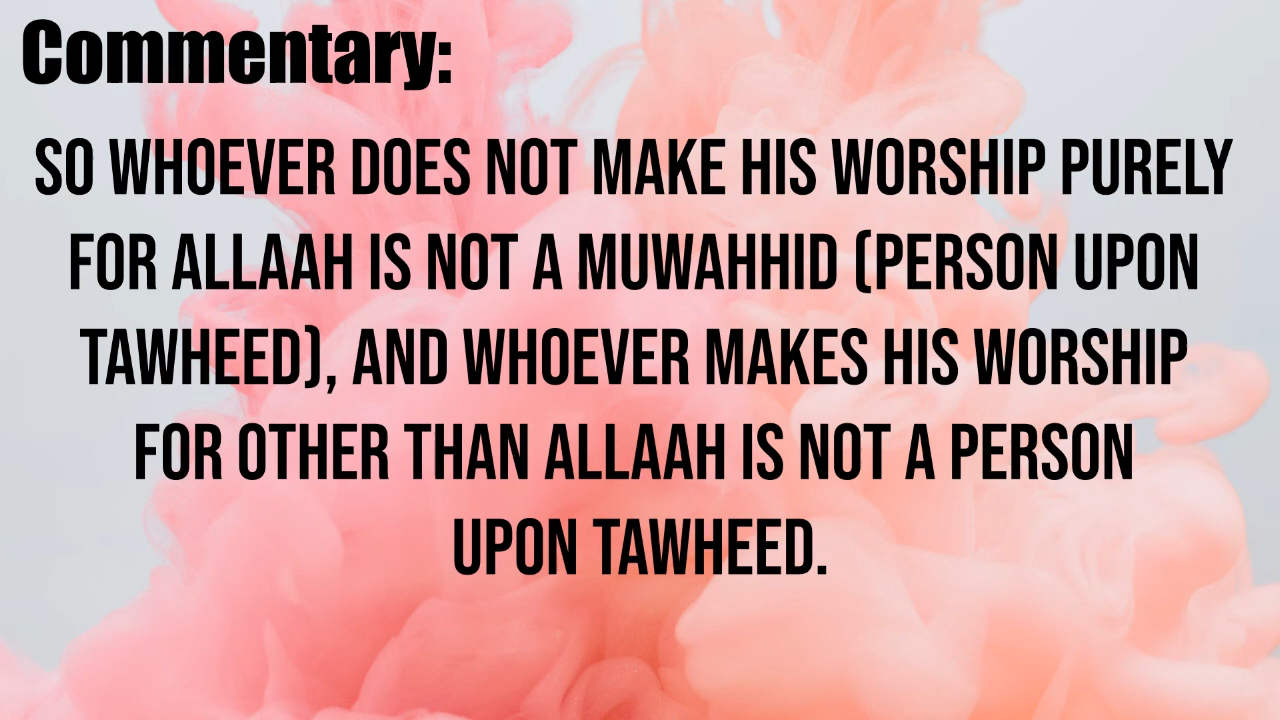 Commentary:
SO WHOEVER DOES NOT MAKE HIS WORSHIP PURELY
FOR ALLAAH IS NOT A MUWAHHID (PERSON UPON
TAWHEED), AND WHOEVER MAKES HIS WORSHIP
FOR OTHER THAN ALLAAH IS NOT A PERSON
UPON TAWHEED.